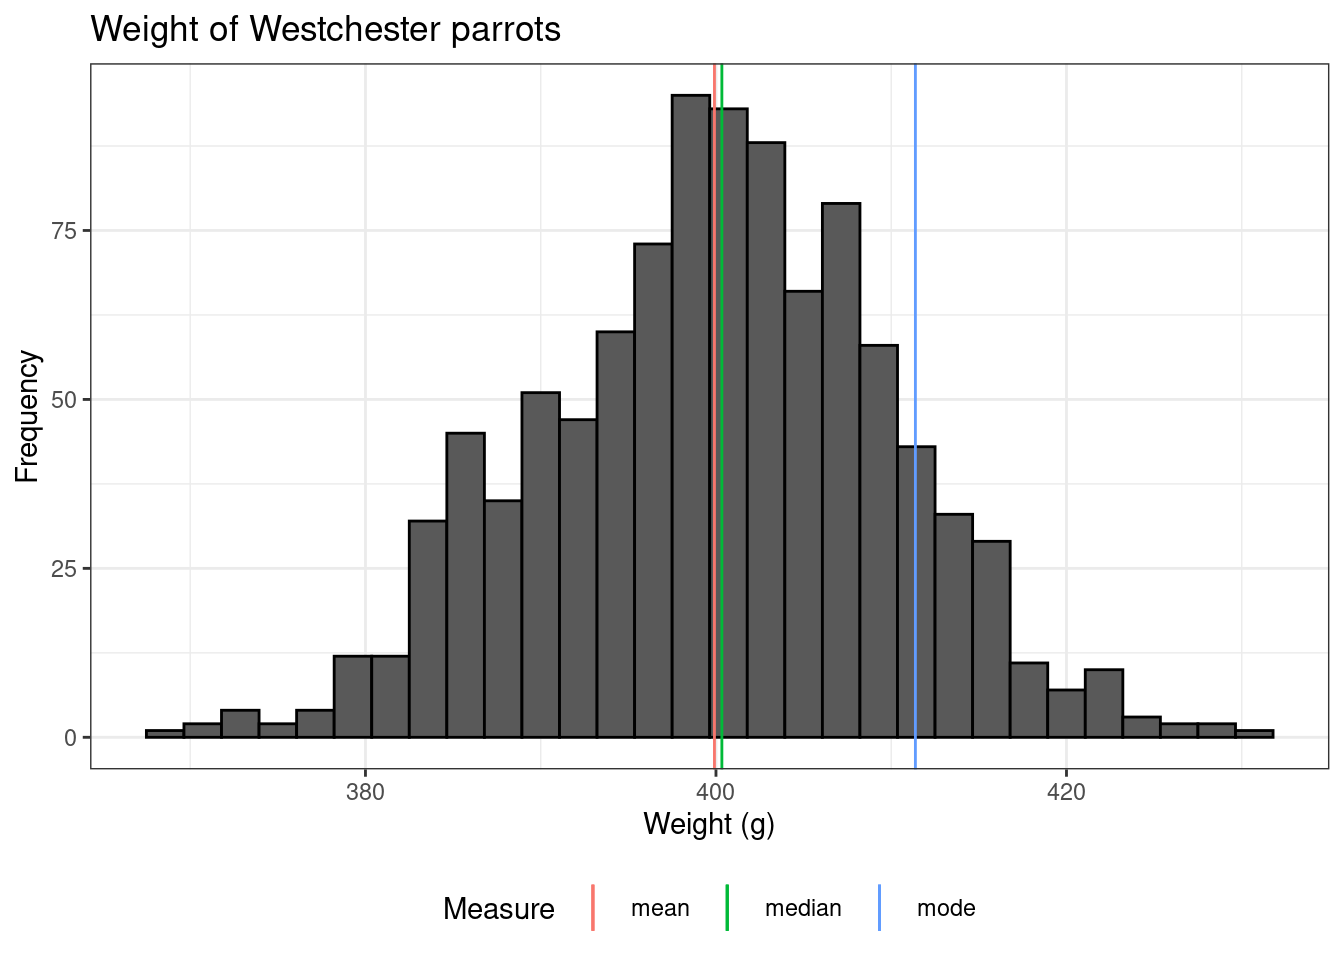 Weight of Westchester parrots
75
50
25
0
Frequency
380 400 420
Weight (g)
Measure mean median mode